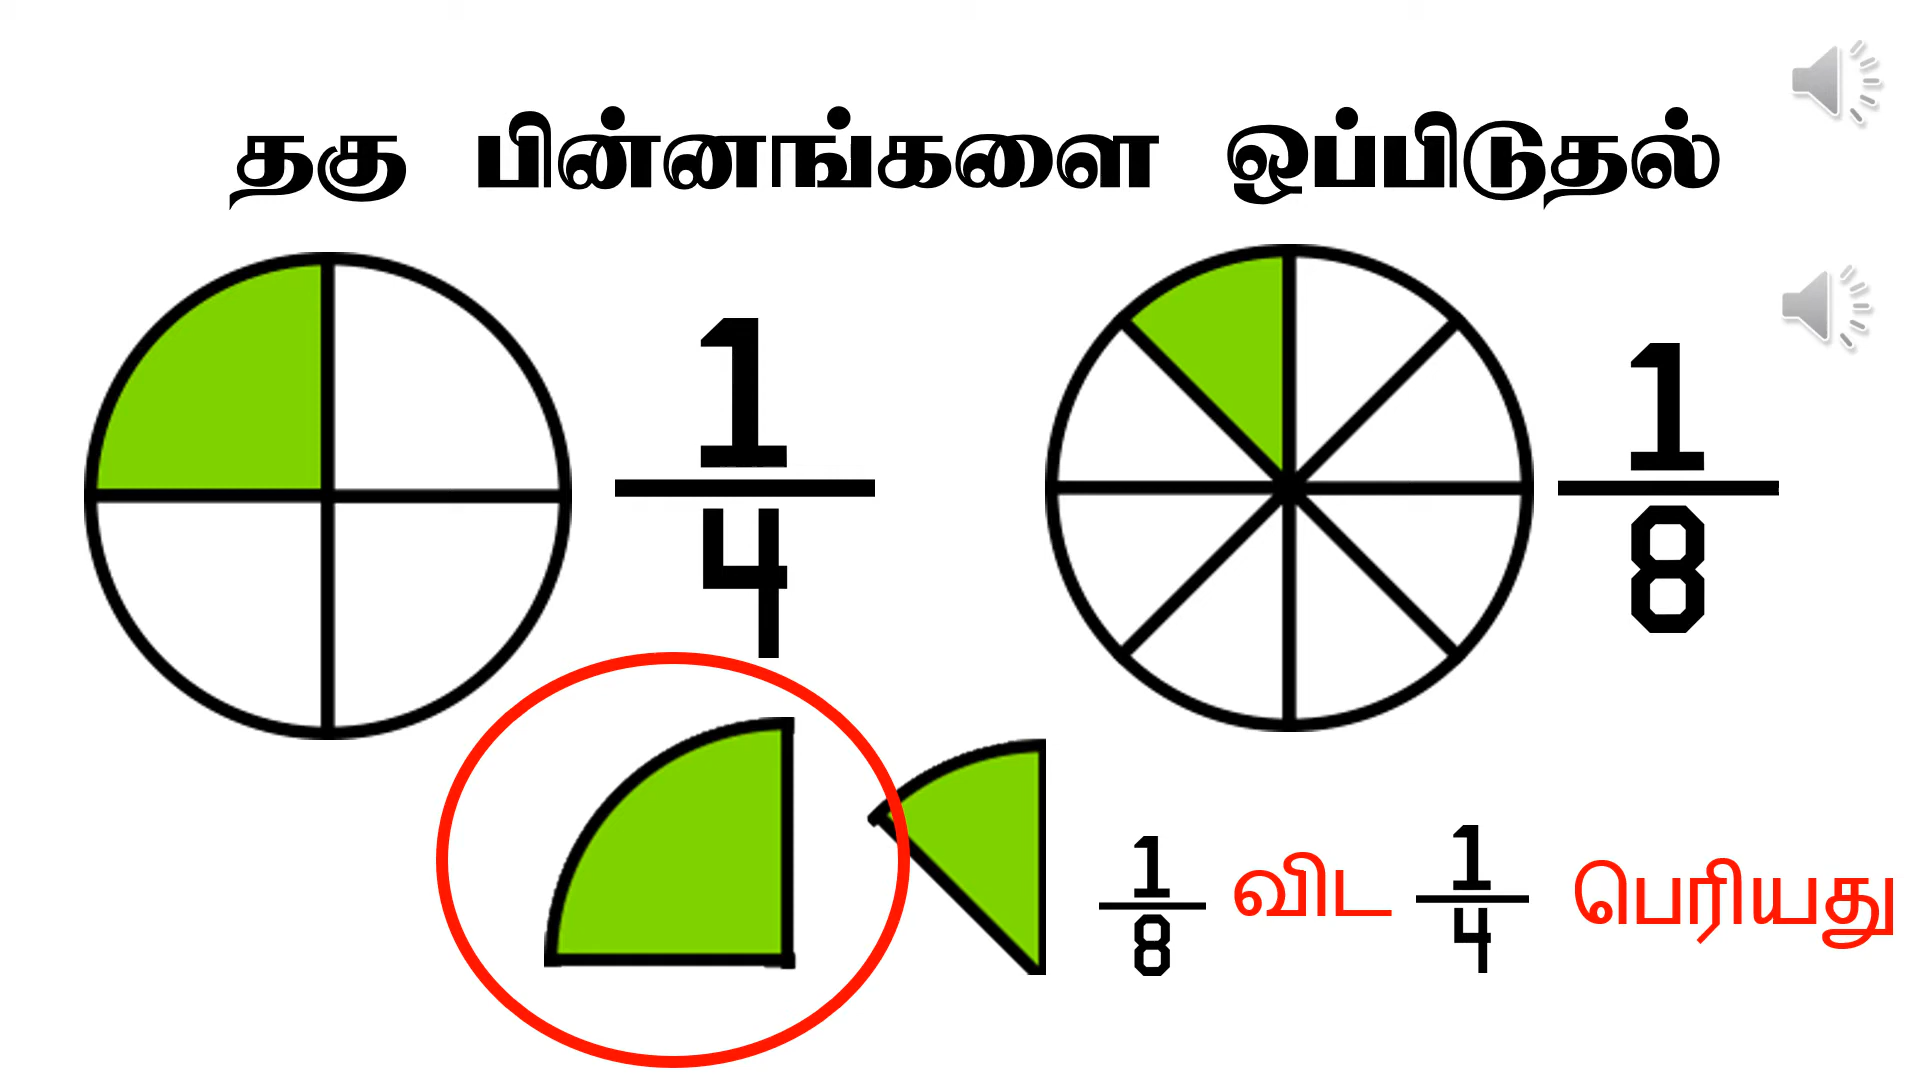 தகு பின்னங்களை ஒப்பிடுதல்
1/4
1/8
1/8 விட 1/4 பெரியது